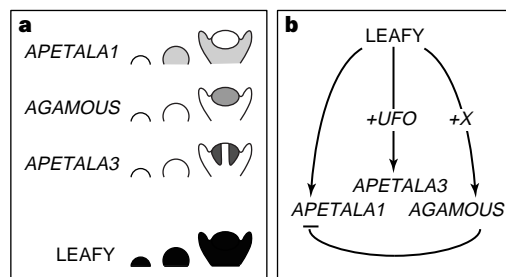 a
APETALA1
AGAMOUS
APETALA3
LEAFY
b
LEAFY
+UFO +X
APETALA3
APETALA1 AGAMOUS